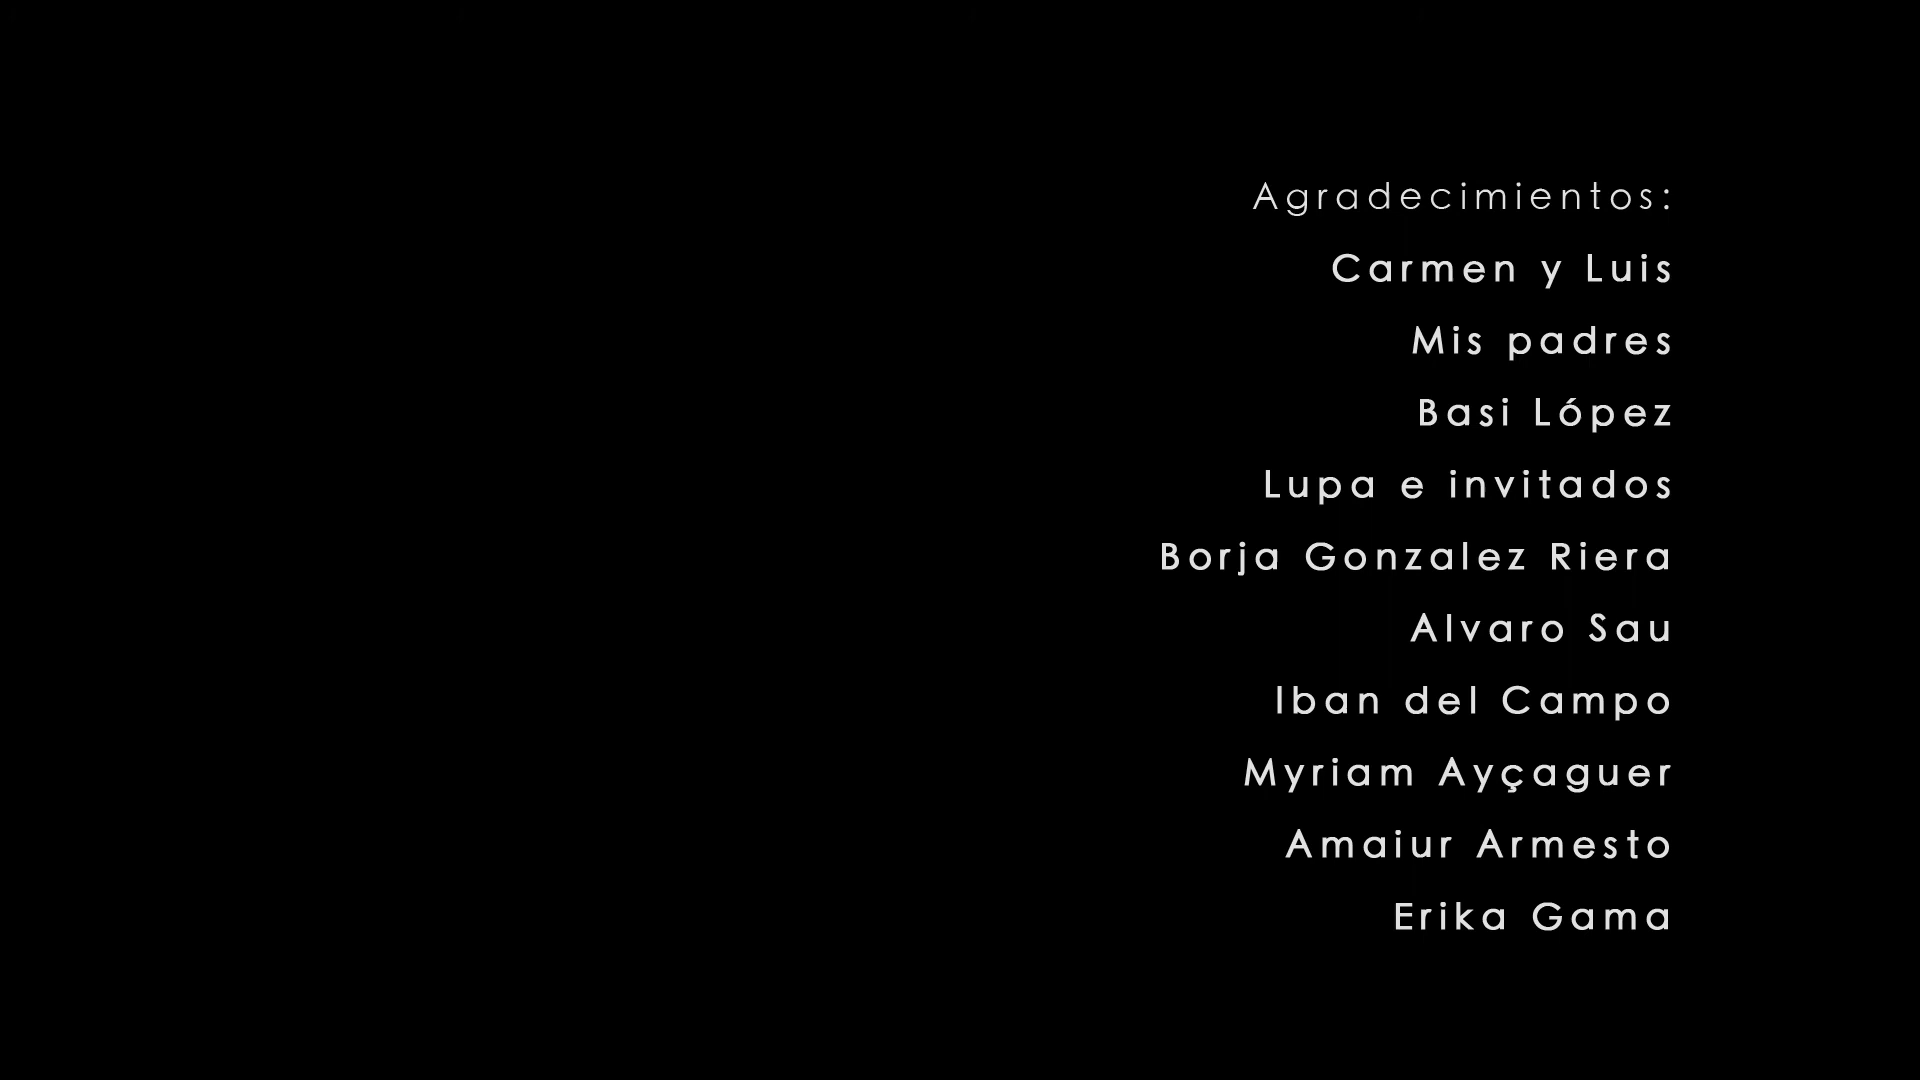 Agradecimientos:
Carmen y Luis
Mis padres
Basi López
Lupa e invitados
Borja Gonzalez Riera
Alvaro Sau
Iban del Campo
Myriam Ayçaguer
Amaiur Armesto
Erika Gama